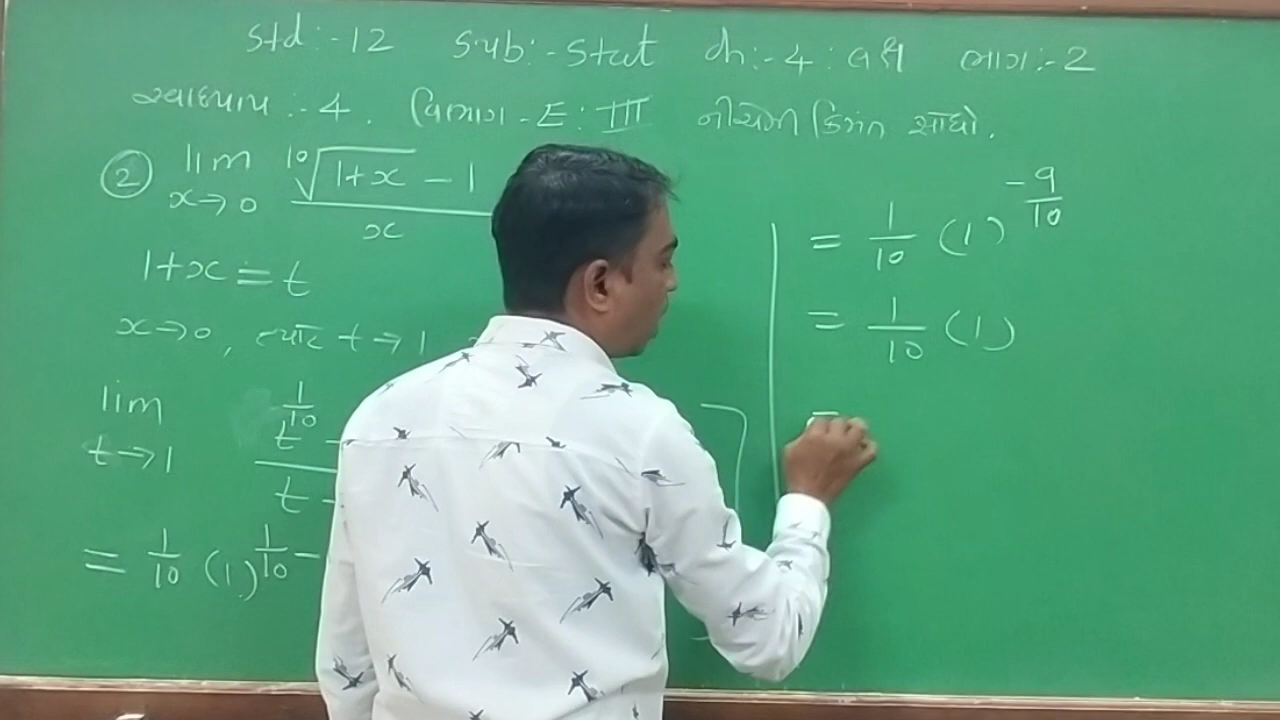 Std :- 12 Sub :- Stat ch :- 4 : લક્ષ ભાગ :- 2
સ્વાધ્યાય :- 4. વિભાગ - E : III નીચેની કિંમત શોધો.
② lim x→0 ¹⁰√(1+x) - 1 / x
1+x = t
x→0, ત્યારે t→1
lim t→1 t^(1/10) - / t -
= 1/10 (1)^(1/10 -
= 1/10 (1)^(-9/10)
= 1/10 (1)
=